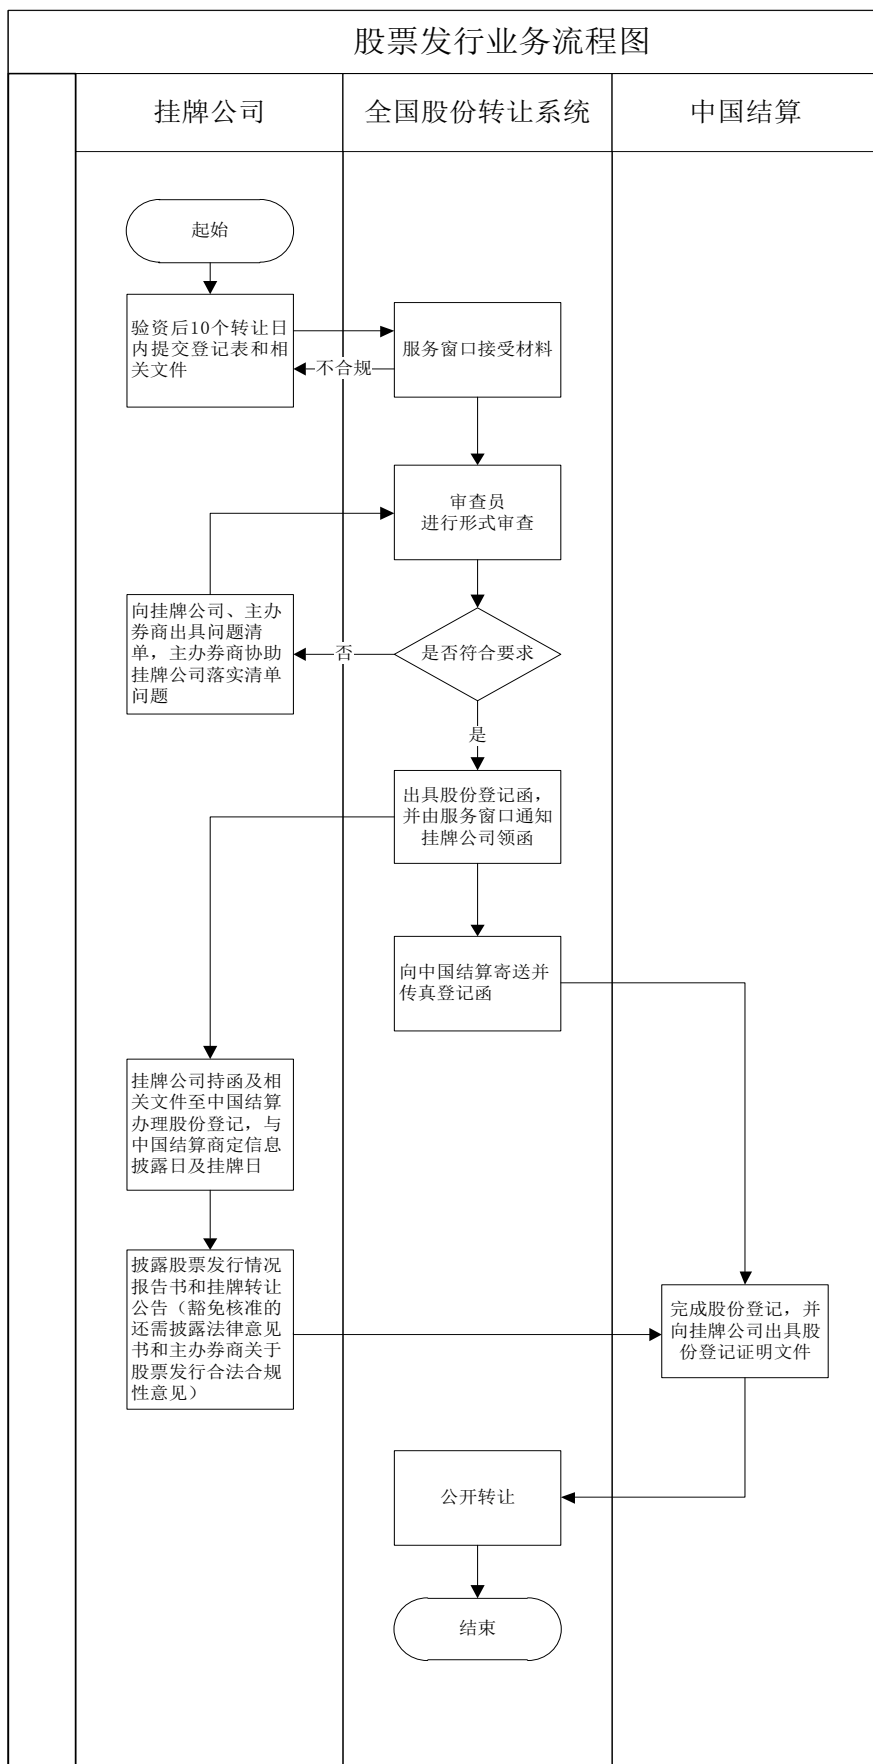 股票发行业务流程图
挂牌公司
全国股份转让系统
中国结算
起始
验资后10个转让日
内提交登记表和相
关文件
服务窗口接受材料
不合规
审查员
进行形式审查
向挂牌公司、主办
券商出具问题清
单，主办券商协助
挂牌公司落实清单
问题
否
是否符合要求
是
出具股份登记函，
并由服务窗口通知
挂牌公司领函
向中国结算寄送并
传真登记函
挂牌公司持函及相
关文件至中国结算
办理股份登记，与
中国结算商定信息
披露日及挂牌日
披露股票发行情况
报告书和挂牌转让
公告（豁免核准的
还需披露法律意见
书和主办券商关于
股票发行合法合规
性意见）
完成股份登记，并
向挂牌公司出具股
份登记证明文件
公开转让
结束